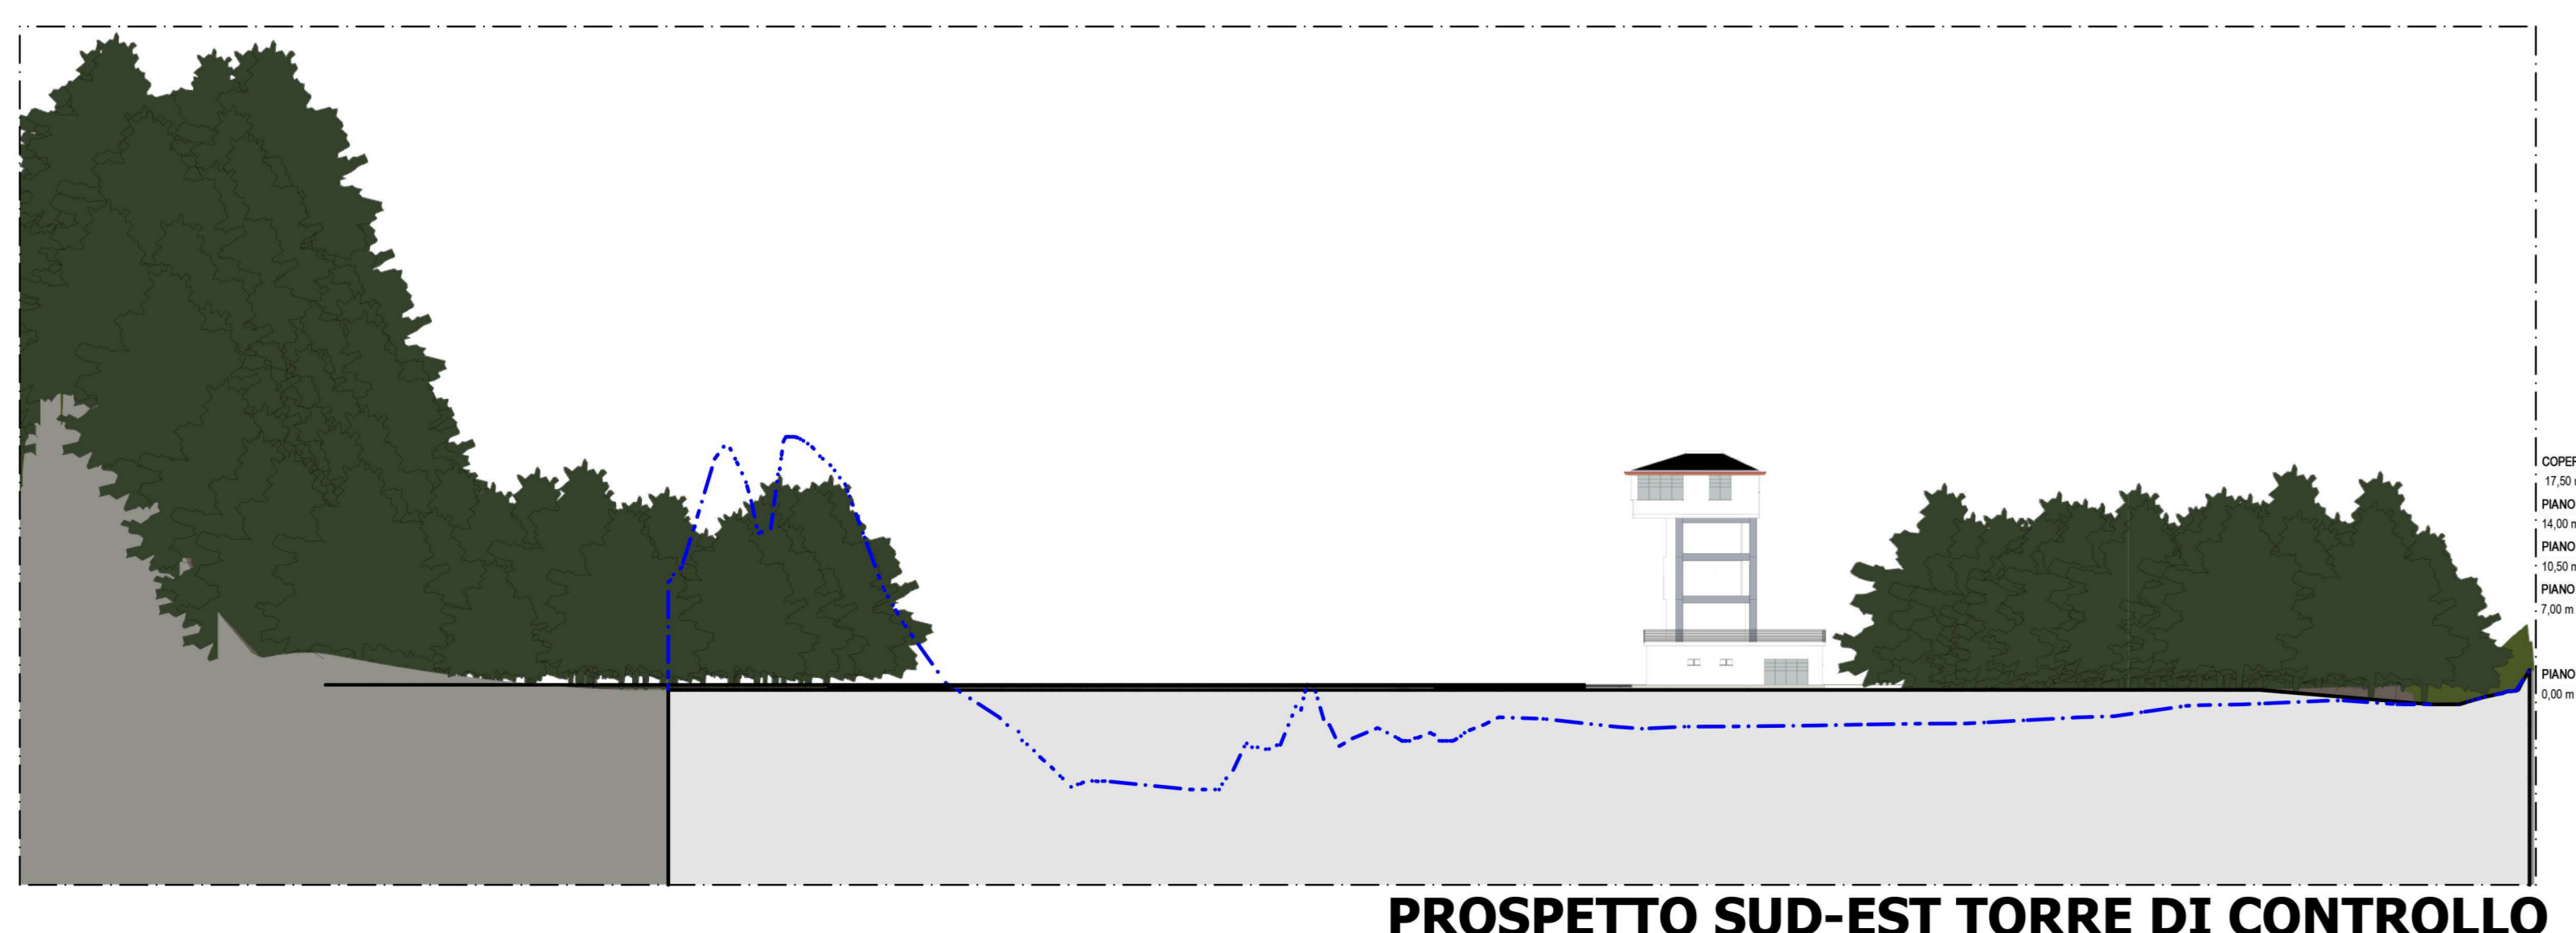 17,50
PIANO
14,00 m
PIANO
10,50 m
PIANO
7,00 m
PIANO
0,00 m
PROSPETTO SUD-EST TORRE DI CONTROLLO